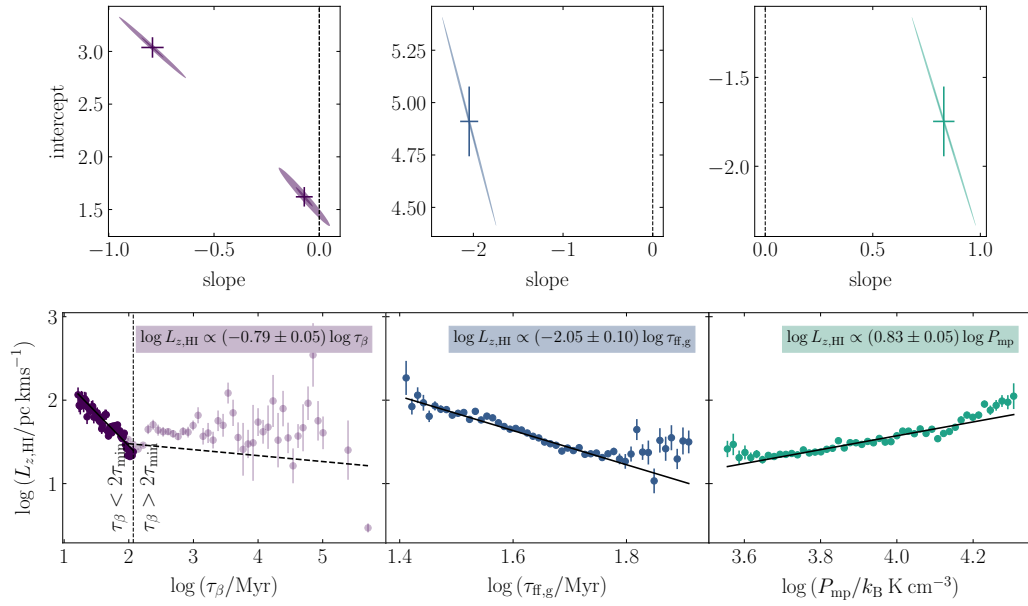 3.0
2.5
2.0
1.5
intercept
−1.0
−0.5
0.0
slope
5.25
5.00
4.75
4.50
−2
−1
0
slope
−1.5
−2.0
0.0
0.5
1.0
slope
3
2
1
log (L_{z,HI}/ pc kms⁻¹)
log L_{z,HI} ∝ (−0.79 ± 0.05) log τ_β
τ_β < 2τ_min
τ_β > 2τ_min
1
2
3
4
5
log (τ_β/Myr)
log L_{z,HI} ∝ (−2.05 ± 0.10) log τ_{ff,g}
1.4
1.6
1.8
log (τ_{ff,g}/Myr)
log L_{z,HI} ∝ (0.83 ± 0.05) log P_mp
3.6
3.8
4.0
4.2
log (P_mp/k_B K cm⁻³)